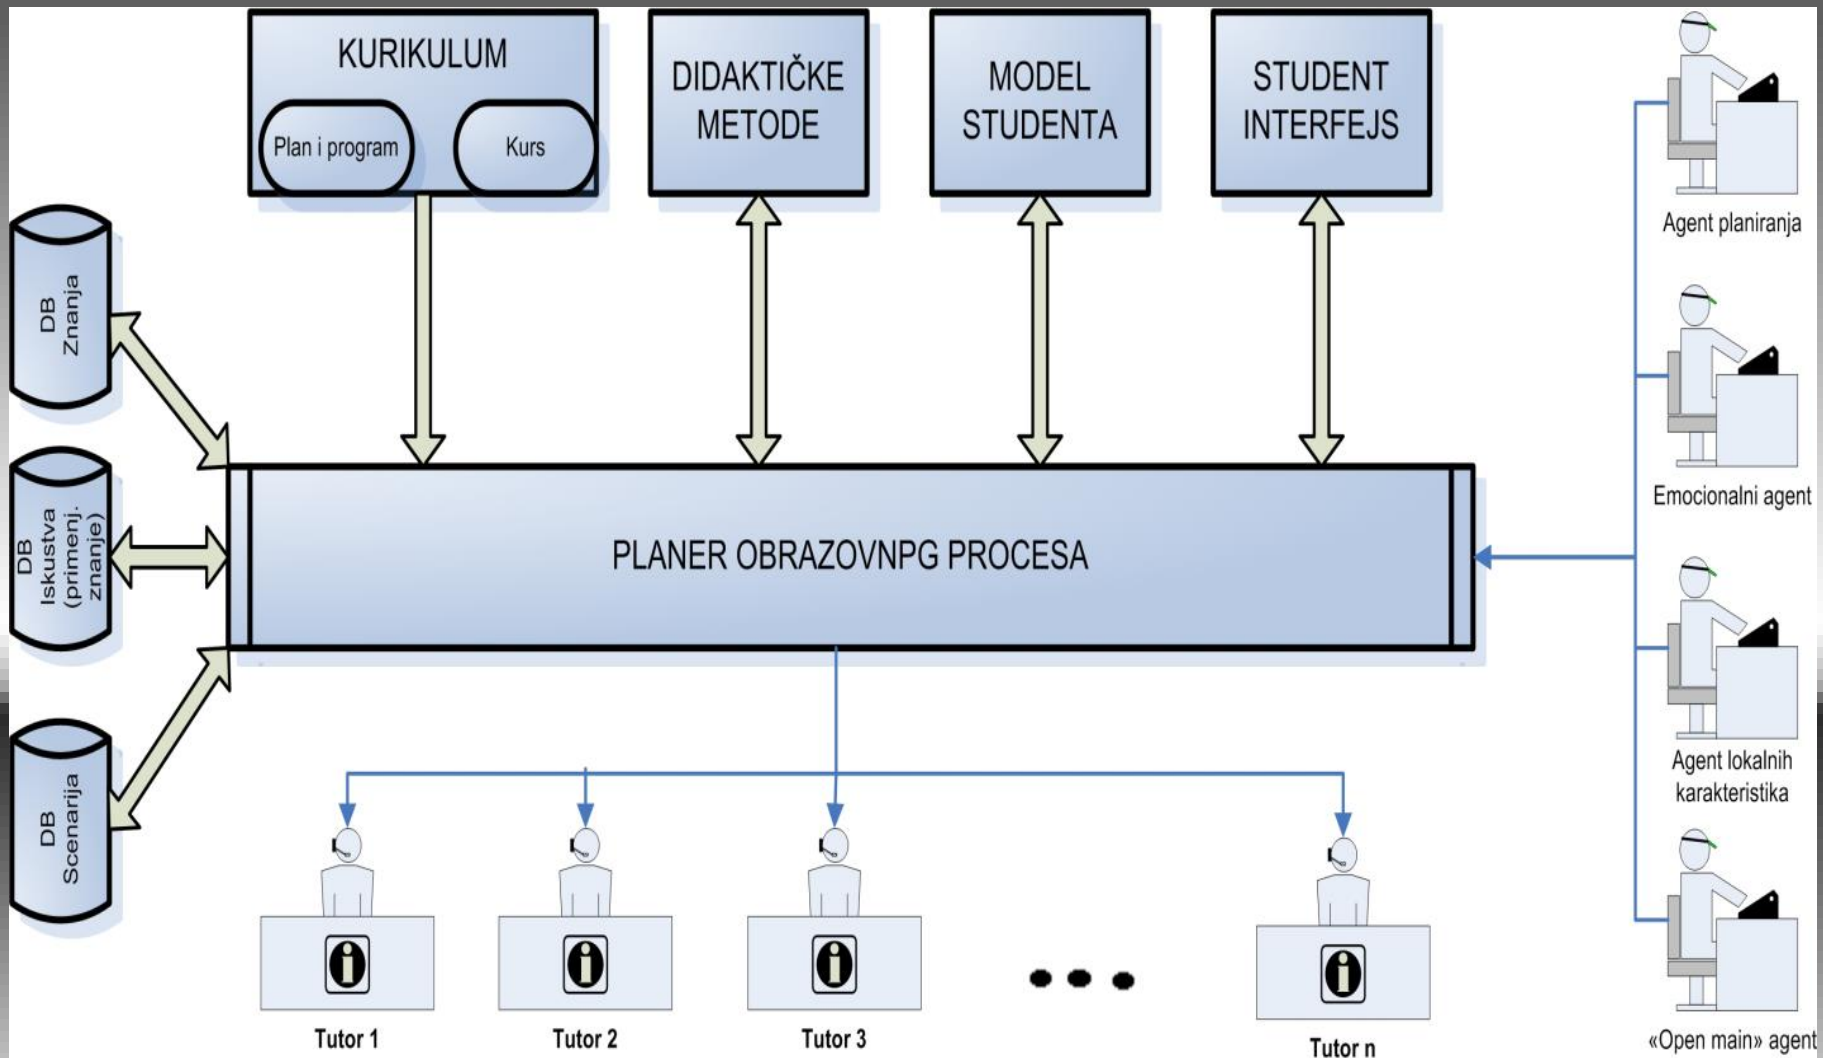 KURIKULUM
Plan i program
Kurs
DIDAKTIČKE
METODE
MODEL
STUDENTA
STUDENT
INTERFEJS
DB
Znanja
DB
Iskustva
(primenj.
znanje)
DB
Scenarija
PLANER OBRAZOVNPG PROCESA
Agent planiranja
Emocionalni agent
Agent lokalnih
karakteristika
«Open main» agent
Tutor 1
Tutor 2
Tutor 3
Tutor n